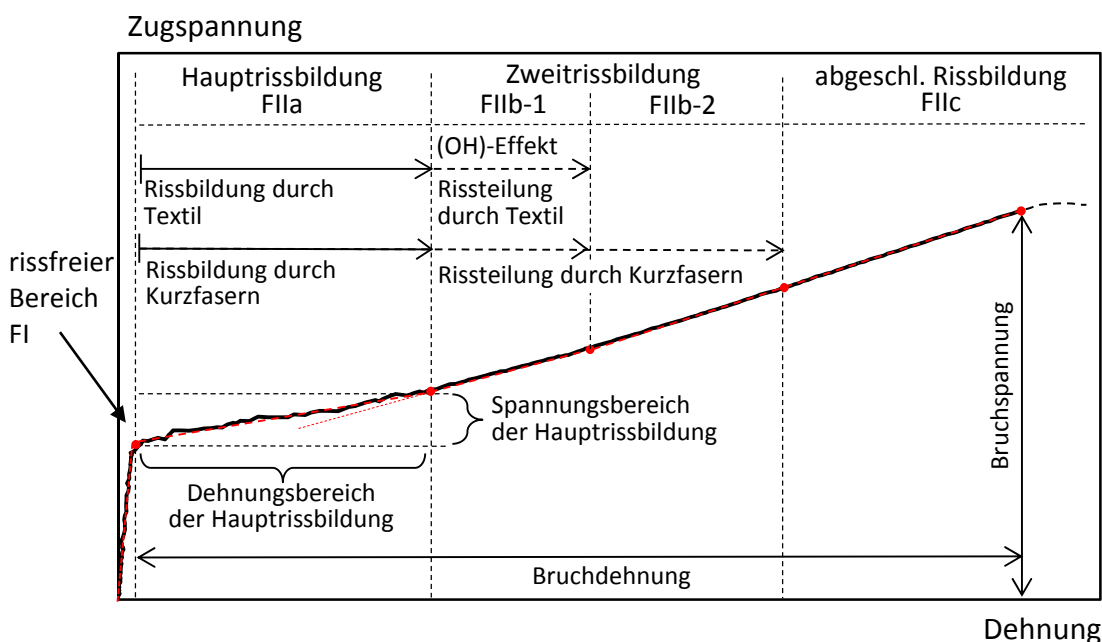 Zugspannung
Hauptrissbildung
FIIa
Zweitrissbildung
FIIb-1
FIIb-2
abgeschl. Rissbildung
FIIc
(OH)-Effekt
Rissbildung durch
Textil
Rissteilung
durch Textil
rissfreier
Bereich
FI
Rissbildung durch
Kurzfasern
Rissteilung durch Kurzfasern
Spannungsbereich
der Hauptrissbildung
Bruchspannung
Dehnungsbereich
der Hauptrissbildung
Bruchdehnung
Dehnung